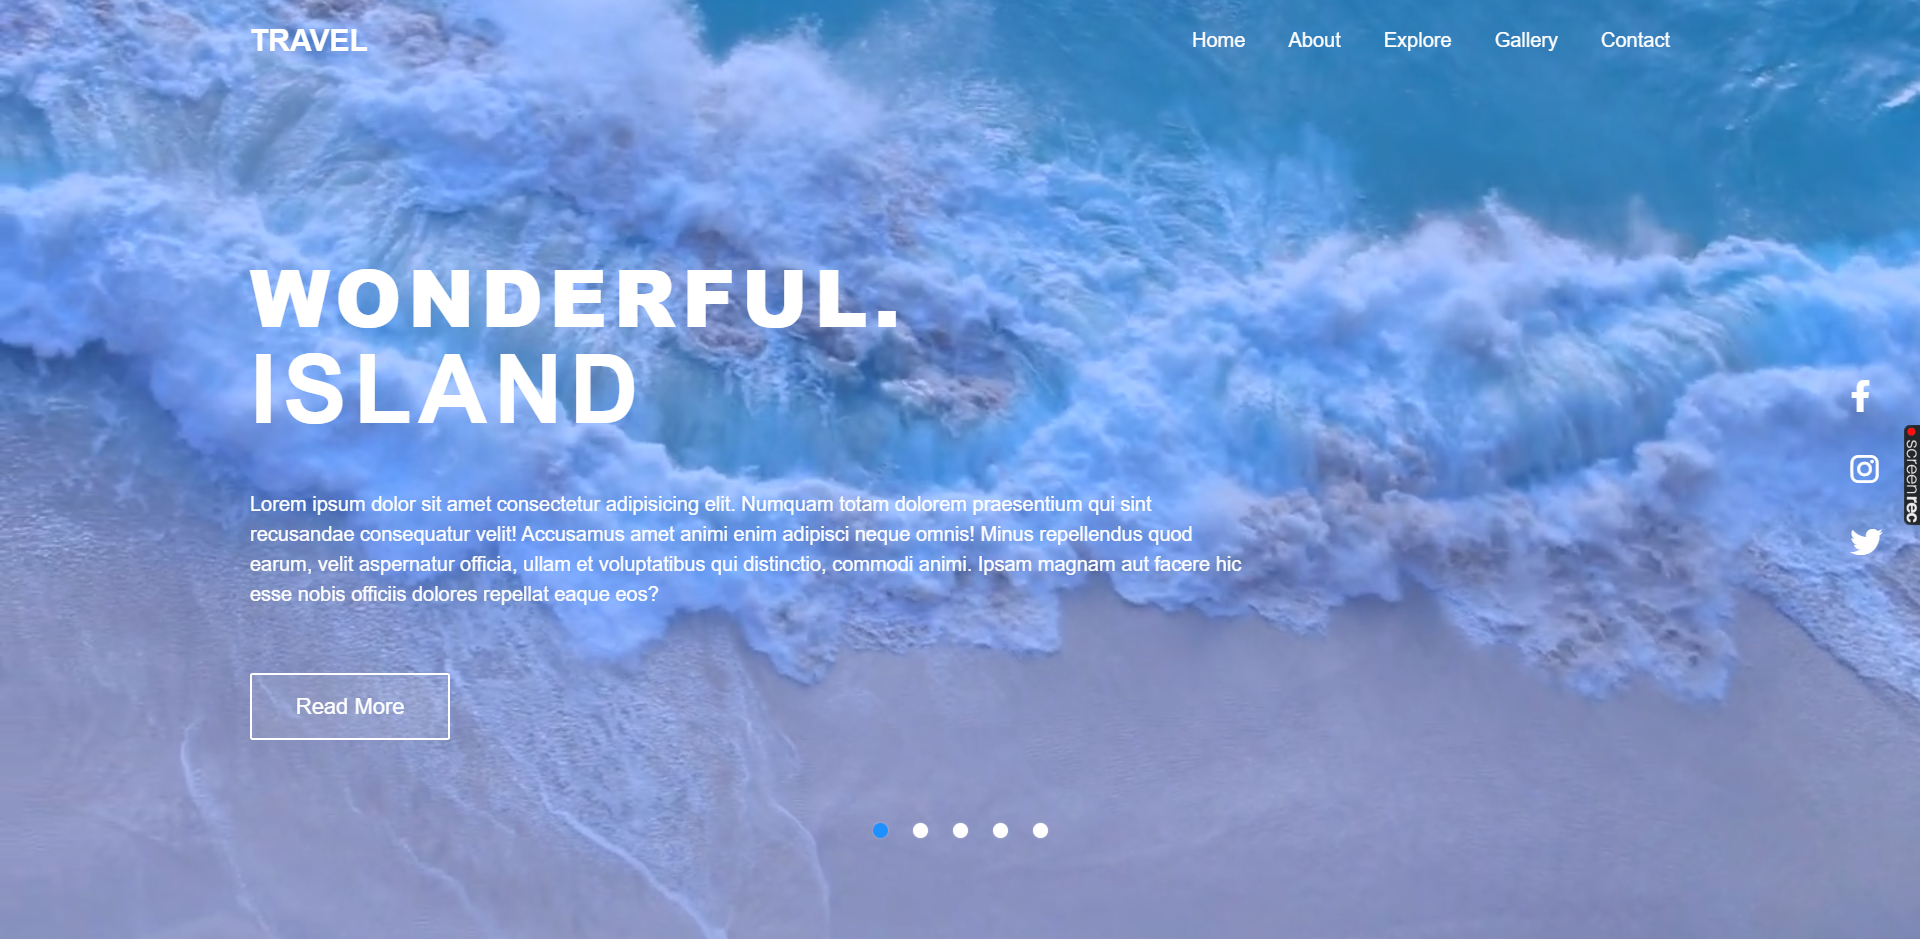 TRAVEL
Home About Explore Gallery Contact
WONDERFUL.
ISLAND
Lorem ipsum dolor sit amet consectetur adipisicing elit. Numquam totam dolorem praesentium qui sint
recusandae consequatur velit! Accusamus amet animi enim adipisci neque omnis! Minus repellendus quod
earum, velit aspernatur officia, ullam et voluptatibus qui distinctio, commodi animi. Ipsam magnam aut facere hic
esse nobis officiis dolores repellat eaque eos?
Read More
screenrec